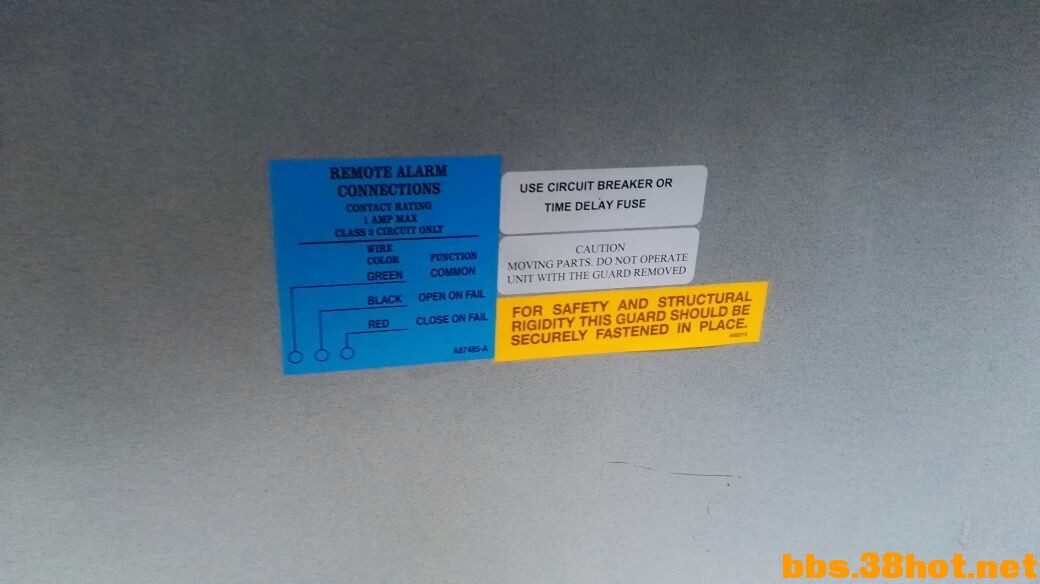 REMOTE ALARM
CONNECTIONS
CONTACT RATING
1 AMP MAX
CLASS 2 CIRCUIT ONLY
WIRE
COLOR FUNCTION
GREEN COMMON
BLACK OPEN ON FAIL
RED CLOSE ON FAIL
A87485-A
USE CIRCUIT BREAKER OR
TIME DELAY FUSE
CAUTION
MOVING PARTS. DO NOT OPERATE
UNIT WITH THE GUARD REMOVED
FOR SAFETY AND STRUCTURAL
RIGIDITY THIS GUARD SHOULD BE
SECURELY FASTENED IN PLACE.
bbs.38hot.net